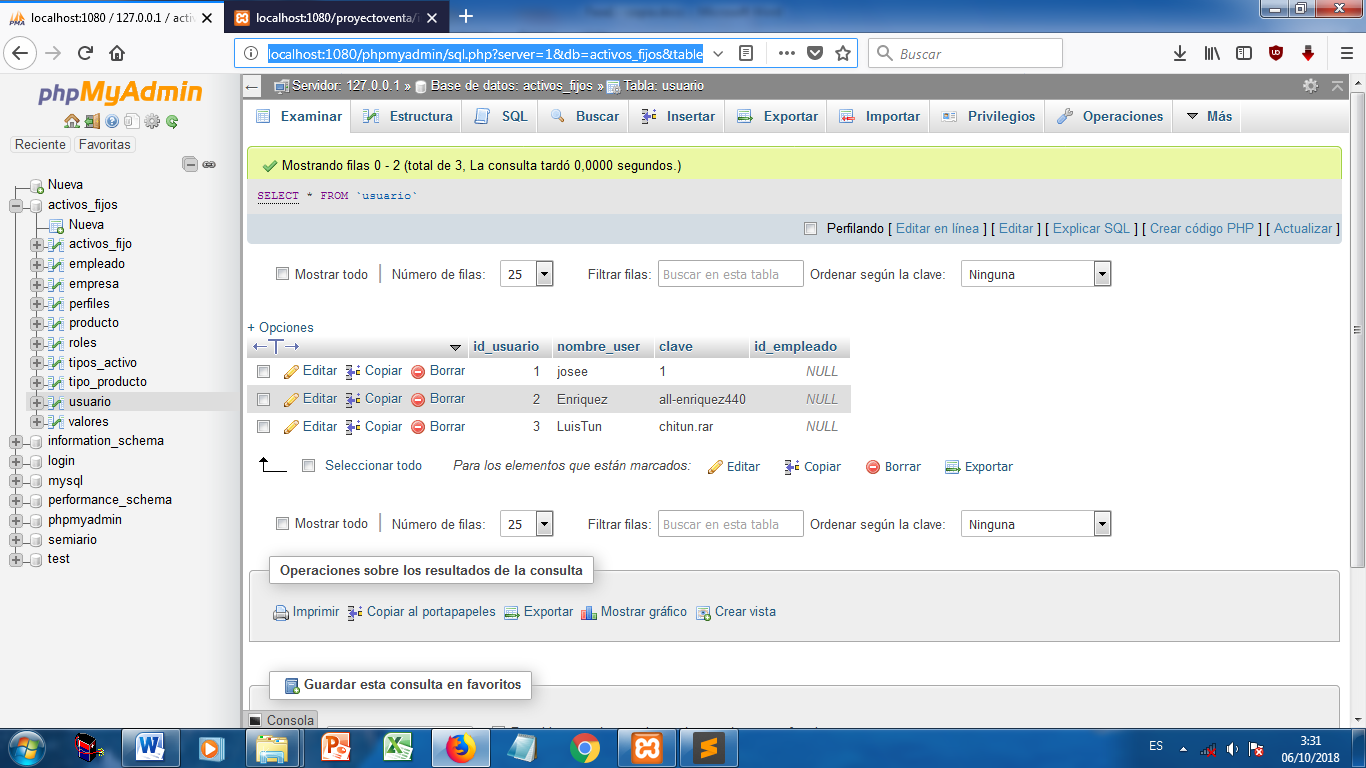 localhost:1080 / 127.0.0.1 / activ
localhost:1080/proyectoventa/i
localhost:1080/phpmyadmin/sql.php?server=1&db=activos_fijos&table
Buscar
phpMyAdmin
Reciente Favoritas
Nueva
activos_fijos
Nueva
activos_fijo
empleado
empresa
perfiles
producto
roles
tipos_activo
tipo_producto
usuario
valores
information_schema
login
mysql
performance_schema
phpmyadmin
semiario
test
Servidor: 127.0.0.1 » Base de datos: activos_fijos » Tabla: usuario
Examinar Estructura SQL Buscar Insertar Exportar Importar Privilegios Operaciones Más
Mostrando filas 0 - 2 (total de 3, La consulta tardó 0,0000 segundos.)
SELECT * FROM `usuario`
Perfilando [ Editar en línea ] [ Editar ] [ Explicar SQL ] [ Crear código PHP ] [ Actualizar ]
Mostrar todo Número de filas: 25 Filtrar filas: Buscar en esta tabla Ordenar según la clave: Ninguna
+ Opciones
id_usuario nombre_user clave id_empleado
Editar Copiar Borrar 1 josee 1 NULL
Editar Copiar Borrar 2 Enriquez all-enriquez440 NULL
Editar Copiar Borrar 3 LuisTun chitun.rar NULL
Seleccionar todo Para los elementos que están marcados: Editar Copiar Borrar Exportar
Mostrar todo Número de filas: 25 Filtrar filas: Buscar en esta tabla Ordenar según la clave: Ninguna
Operaciones sobre los resultados de la consulta
Imprimir Copiar al portapapeles Exportar Mostrar gráfico Crear vista
Guardar esta consulta en favoritos
Consola
ES
3:31
06/10/2018